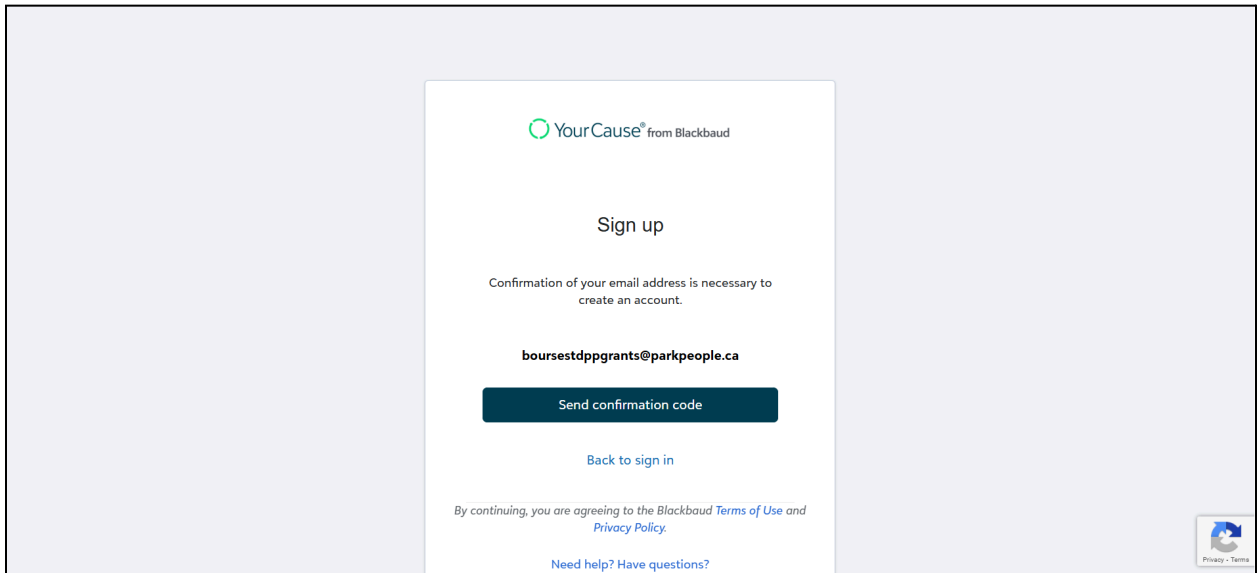 YourCause® from Blackbaud
Sign up
Confirmation of your email address is necessary to
create an account.
boursestdppgrants@parkpeople.ca
Send confirmation code
Back to sign in
By continuing, you are agreeing to the Blackbaud Terms of Use and
Privacy Policy.
Need help? Have questions?
Privacy - Terms